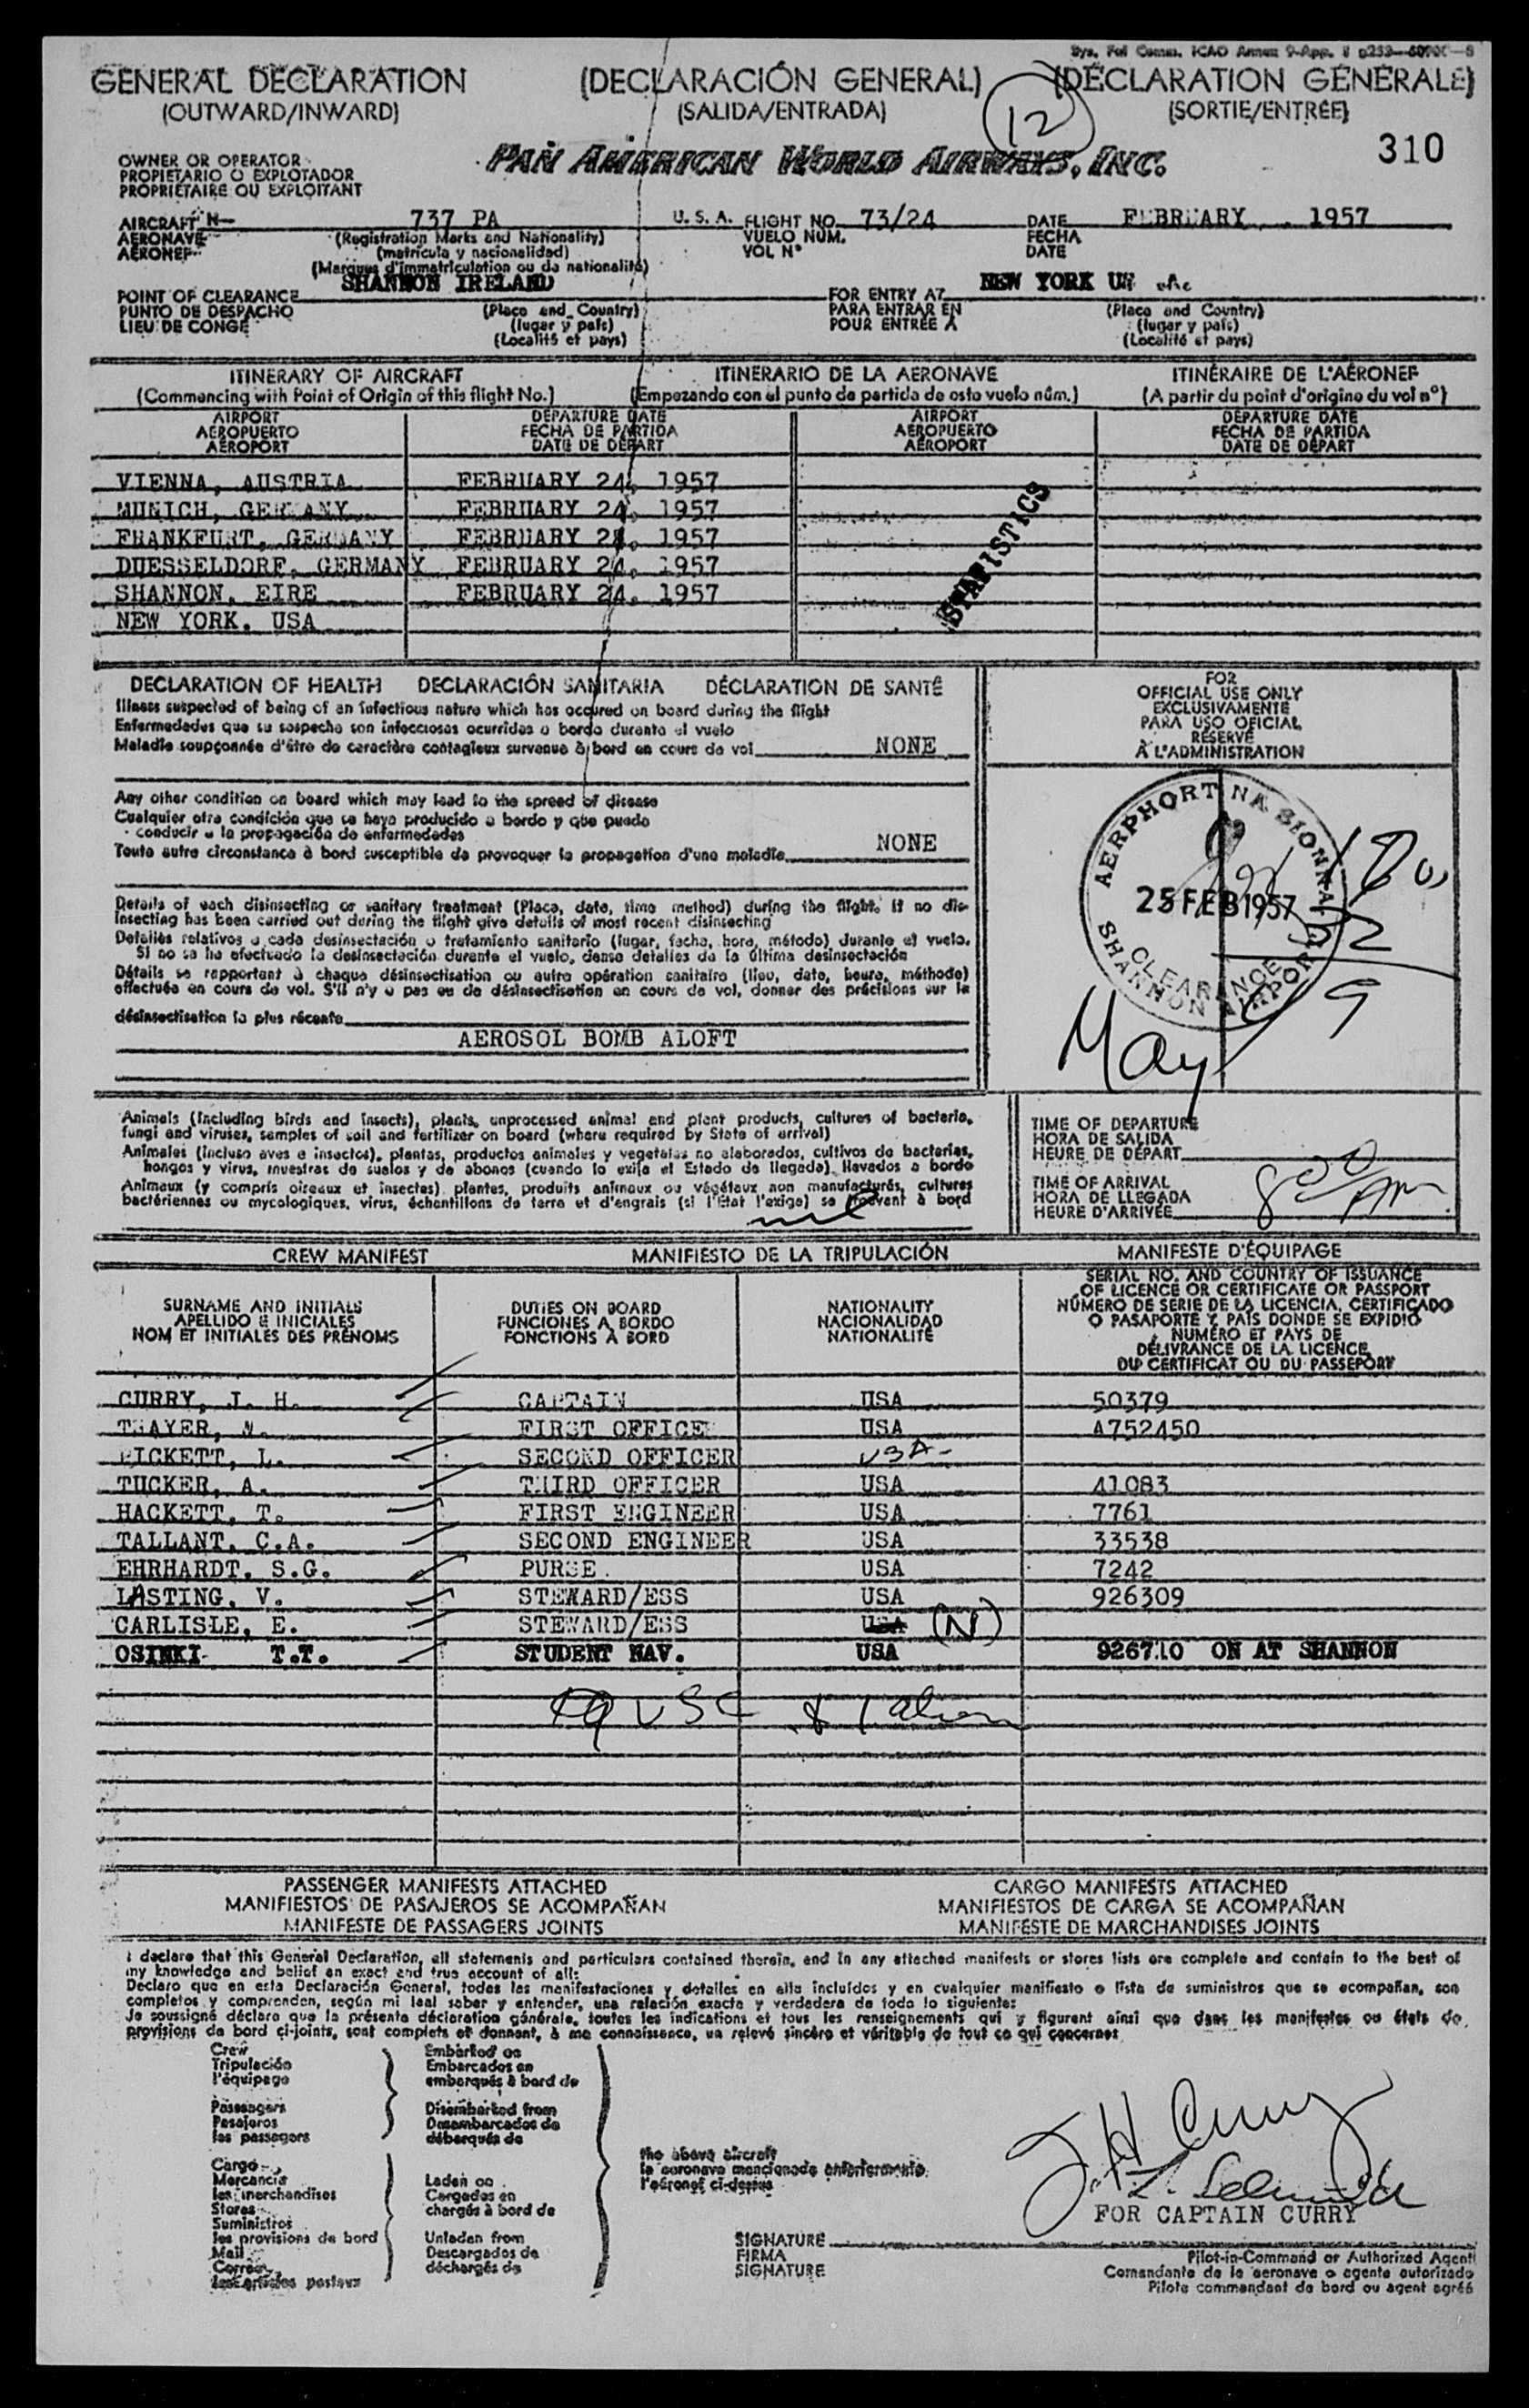 GENERAL DECLARATION (DECLARACIÓN GENERAL) (DÉCLARATION GÉNÉRALE)
(OUTWARD/INWARD) (SALIDA/ENTRADA) (SORTIE/ENTRÉE)
12
310
OWNER OR OPERATOR
PROPIETARIO O EXPLOTADOR
PROPRIÉTAIRE OU EXPLOITANT
PAN AMERICAN WORLD AIRWAYS, INC.
AIRCRAFT N— 737 PA U. S. A. FLIGHT NO. 73/24 DATE FEBRUARY 1957
AERONAVE (Registration Marks and Nationality) VUELO NÚM. FECHA
AÉRONEF (matrícula y nacionalidad) VOL N° DATE
(Marques d'immatriculation ou de nationalité)
POINT OF CLEARANCE SHANNON IRELAND FOR ENTRY AT NEW YORK
PUNTO DE DESPACHO (Place and Country) PARA ENTRAR EN (Place and Country)
LIEU DE CONGÉ (lugar y país) POUR ENTRÉE A (lugar y país)
(Localité et pays) (Localité et pays)
ITINERARY OF AIRCRAFT ITINERARIO DE LA AERONAVE ITINÉRAIRE DE L'AÉRONEF
(Commencing with Point of Origin of this flight No.) (Empezando con el punto de partida de esto vuelo núm.) (A partir du point d'origine du vol n°)
AIRPORT DEPARTURE DATE AIRPORT DEPARTURE DATE
AEROPUERTO FECHA DE PARTIDA AEROPUERTO FECHA DE PARTIDA
AÉROPORT DATE DE DÉPART AÉROPORT DATE DE DÉPART
VIENNA, AUSTRIA FEBRUARY 24, 1957
MUNICH, GERMANY FEBRUARY 24, 1957
FRANKFURT, GERMANY FEBRUARY 24, 1957
DUESSELDORF, GERMANY FEBRUARY 24, 1957
SHANNON, EIRE FEBRUARY 24, 1957
NEW YORK, USA
STATISTICS
DECLARATION OF HEALTH DECLARACIÓN SANITARIA DÉCLARATION DE SANTÉ
Illness suspected of being of an infectious nature which has occured on board during the flight
Enfermedades que su sospecha son infecciosas ocurridas a bordo durante el vuelo
Maladie soupçonnée d'être de caractère contagieux survenue à bord en cours de vol NONE
Any other condition on board which may lead to the spread of disease
Cualquier otra condición que se haya producido a bordo y que puede
conducir a la propagación de enfermedades
Toute autre circonstance à bord susceptible de provoquer la propagation d'une maladie NONE
Details of each disinsecting or sanitary treatment (Place, date, time method) during the flight. If no dis-
insecting has been carried out during the flight give details of most recent disinsecting
Detalles relativos a cada desinsectación o tratamiento sanitario (lugar, fecha, hora, método) durante el vuelo.
Si no se ha efectuado la desinsectación durante el vuelo, dense detalles de la última desinsectación
Détails se rapportant à chaque désinsectisation ou autre opération sanitaire (lieu, date, heure, méthode)
effectuée en cours de vol. S'il n'y a pas eu de désinsectisation en cours de vol, donner des précisions sur la
désinsectisation la plus récente
AEROSOL BOMB ALOFT
FOR
OFFICIAL USE ONLY
EXCLUSIVAMENTE
PARA USO OFICIAL
RÉSERVÉ
À L'ADMINISTRATION
AERPHORT NA SIONNAI
25 FEB 1957
CLEARANCE
SHANNON AIRPORT
May 9
Animals (including birds and insects), plants, unprocessed animal and plant products, cultures of bacteria,
fungi and viruses, samples of soil and fertilizer on board (where required by State of arrival)
Animales (incluso aves e insectos), plantas, productos animales y vegetales no elaborados, cultivos de bacterias,
hongos y virus, muestras de suelos y de abonos (cuando lo exija el Estado de llegada), llevados a bordo
Animaux (y compris oiseaux et insectes) plantes, produits animaux ou végétaux non manufacturés, cultures
bactériennes ou mycologiques, virus, échantillons de terre et d'engrais (si l'État l'exige) se trouvant à bord
TIME OF DEPARTURE
HORA DE SALIDA
HEURE DE DÉPART
TIME OF ARRIVAL
HORA DE LLEGADA
HEURE D'ARRIVÉE
800 AM
CREW MANIFEST MANIFIESTO DE LA TRIPULACIÓN MANIFESTE D'ÉQUIPAGE
SURNAME AND INITIALS
APELLIDO E INICIALES
NOM ET INITIALES DES PRÉNOMS
DUTIES ON BOARD
FUNCIONES A BORDO
FONCTIONS À BORD
NATIONALITY
NACIONALIDAD
NATIONALITÉ
SERIAL NO. AND COUNTRY OF ISSUANCE
OF LICENCE OR CERTIFICATE OR PASSPORT
NÚMERO DE SERIE DE LA LICENCIA, CERTIFICADO
O PASAPORTE Y PAÍS DONDE SE EXPIDIÓ
NUMÉRO ET PAYS DE
DÉLIVRANCE DE LA LICENCE
DU CERTIFICAT OU DU PASSEPORT
CURRY, J. H. CAPTAIN USA 50379
THAYER, FIRST OFFICE USA A752450
PICKETT, L. SECOND OFFICER USA
TUCKER, A. THIRD OFFICER USA 41083
HACKETT, T. FIRST ENGINEER USA 7761
TALLANT, C.A. SECOND ENGINEER USA 33538
EHRHARDT, S.G. PURSE USA 7242
LASTING, V. STEWARD/ESS USA 926309
CARLISLE, E. STEWARD/ESS USA (N)
OSINKI T.T. STUDENT NAV. USA 926710 ON AT SHANNON
9 USC & 1 alien
PASSENGER MANIFESTS ATTACHED CARGO MANIFESTS ATTACHED
MANIFIESTOS DE PASAJEROS SE ACOMPAÑAN MANIFIESTOS DE CARGA SE ACOMPAÑAN
MANIFESTE DE PASSAGERS JOINTS MANIFESTE DE MARCHANDISES JOINTS
I declare that this General Declaration, all statements and particulars contained therein, and in any attached manifests or stores lists are complete and contain to the best of
my knowledge and belief an exact and true account of all:
Declaro que en esta Declaración General, todas las manifestaciones y detalles en ella incluídos y en cualquier manifiesto o lista de suministros que se acompañan, son
completos y comprenden, según mi leal saber y entender, una relación exacta y verdadera de todo lo siguiente:
Je soussigné déclare que la présente déclaration générale, toutes les indications et tous les renseignements qui y figurent ainsi que dans les manifestes ou états de
provisions de bord ci-joints, sont complets et donnent, à ma connaissance, un relevé sincère et véritable de tout ce qui concerne:
Crew
Tripulación
l'équipage
Passengers
Pasajeros
les passagers
Embarked on
Embarcados en
embarqués à bord de
Disembarked from
Desembarcados de
débarqués de
Cargo
Mercancía
les marchandises
Stores
Suministros
les provisions de bord
Mail
Correo
les articles postaux
Laden on
Cargados en
chargés à bord de
Unladen from
Descargados de
déchargés de
the above aircraft
la aeronave mencionada anteriormente
l'aéronef ci-dessus
J. H. Curry
FOR CAPTAIN CURRY
SIGNATURE
FIRMA
SIGNATURE
Pilot-in-Command or Authorized Agent
Comandante de la aeronave o agente autorizado
Pilote commandant de bord ou agent agréé